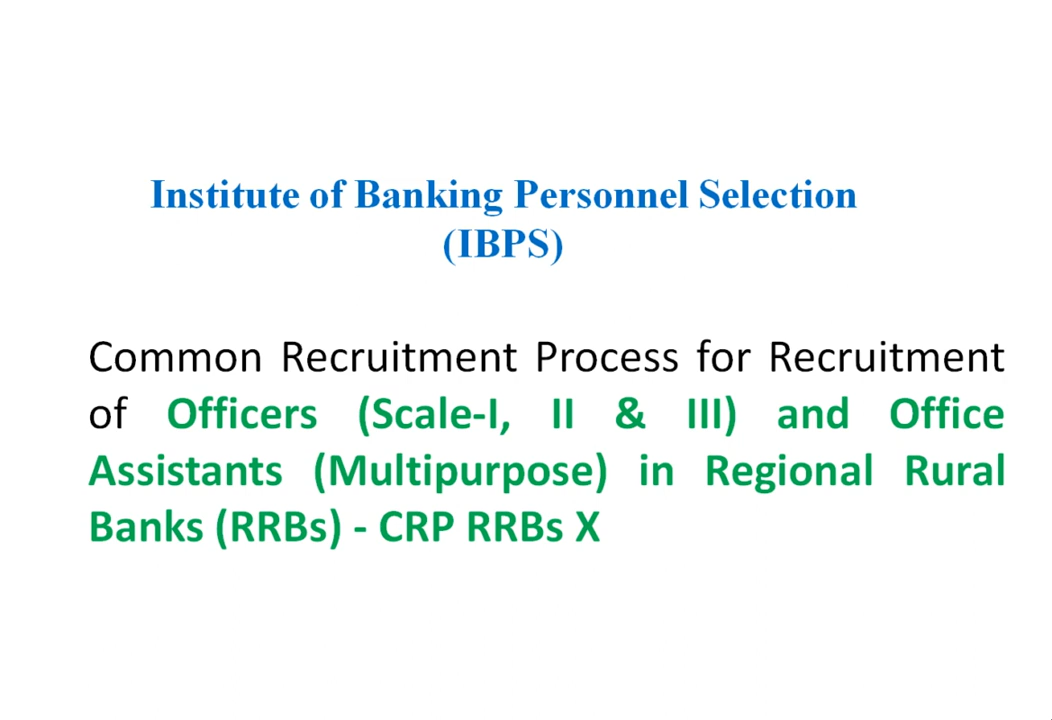 Institute of Banking Personnel Selection
(IBPS)
Common Recruitment Process for Recruitment
of Officers (Scale-I, II & III) and Office
Assistants (Multipurpose) in Regional Rural
Banks (RRBs) - CRP RRBs X